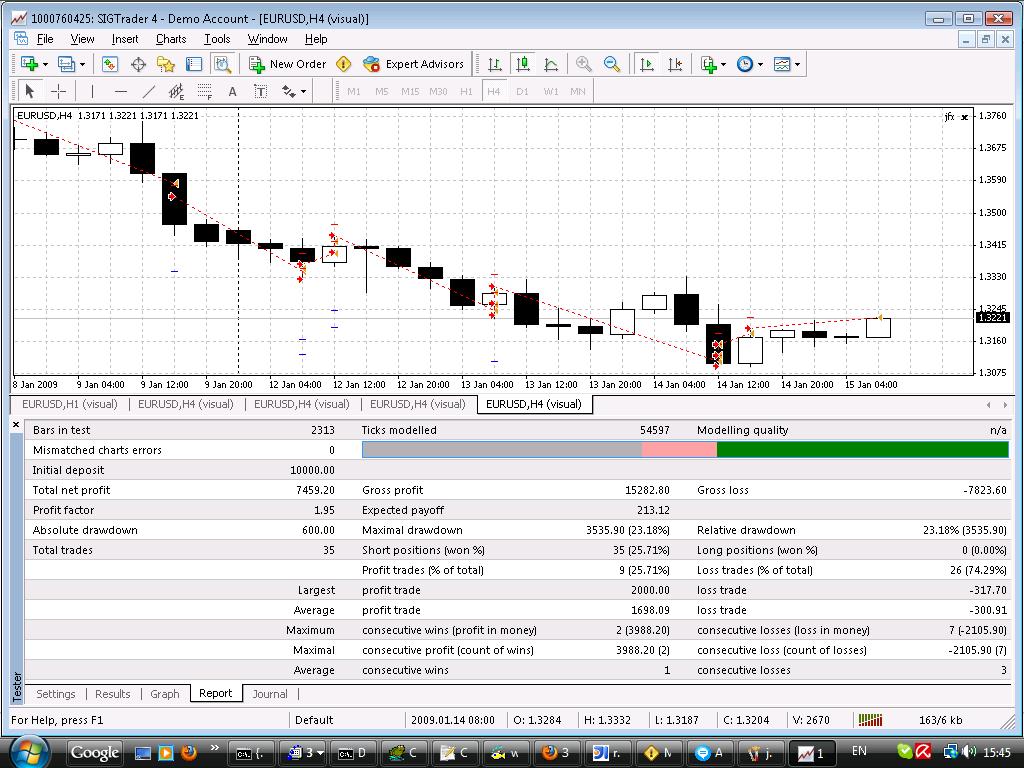 1000760425: SIGTrader 4 - Demo Account - [EURUSD,H4 (visual)]
File View Insert Charts Tools Window Help
New Order Expert Advisors
A T M1 M5 M15 M30 H1 H4 D1 W1 MN
EURUSD,H4 1.3171 1.3221 1.3171 1.3221
jfx
1.3760
1.3675
1.3590
1.3500
1.3415
1.3330
1.3245
1.3221
1.3160
1.3075
8 Jan 2009 9 Jan 04:00 9 Jan 12:00 9 Jan 20:00 12 Jan 04:00 12 Jan 12:00 12 Jan 20:00 13 Jan 04:00 13 Jan 12:00 13 Jan 20:00 14 Jan 04:00 14 Jan 12:00 14 Jan 20:00 15 Jan 04:00
EURUSD,H1 (visual) EURUSD,H4 (visual) EURUSD,H4 (visual) EURUSD,H4 (visual) EURUSD,H4 (visual)
Bars in test 2313 Ticks modelled 54597 Modelling quality n/a
Mismatched charts errors 0
Initial deposit 10000.00
Total net profit 7459.20 Gross profit 15282.80 Gross loss -7823.60
Profit factor 1.95 Expected payoff 213.12
Absolute drawdown 600.00 Maximal drawdown 3535.90 (23.18%) Relative drawdown 23.18% (3535.90)
Total trades 35 Short positions (won %) 35 (25.71%) Long positions (won %) 0 (0.00%)
Profit trades (% of total) 9 (25.71%) Loss trades (% of total) 26 (74.29%)
Largest profit trade 2000.00 loss trade -317.70
Average profit trade 1698.09 loss trade -300.91
Maximum consecutive wins (profit in money) 2 (3988.20) consecutive losses (loss in money) 7 (-2105.90)
Maximal consecutive profit (count of wins) 3988.20 (2) consecutive loss (count of losses) -2105.90 (7)
Average consecutive wins 1 consecutive losses 3
Tester
Settings Results Graph Report Journal
For Help, press F1 Default 2009.01.14 08:00 O: 1.3284 H: 1.3332 L: 1.3187 C: 1.3204 V: 2670 163/6 kb
Google {. 3 D C C w 3 r. M A j. 1 EN 15:45